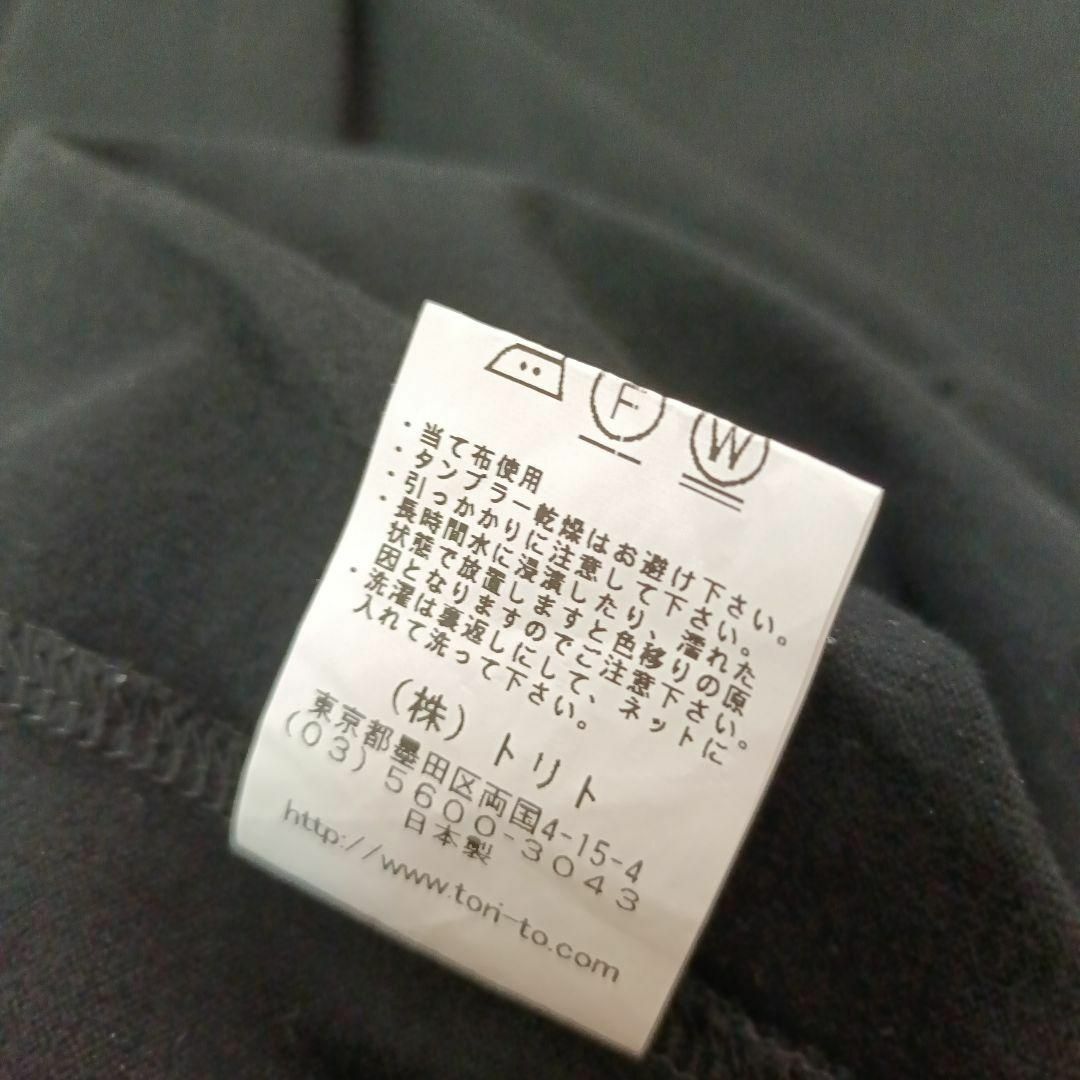 F W
・当て布使用
・タンブラー乾燥はお避け下さい。
・引っかかりに注意して下さい。
・長時間水に浸漬したり、濡れた
状態で放置しますと色移りの原
因となりますのでご注意下さい。
・洗濯は裏返しにして、ネットに
入れて洗って下さい。
(株)トリト
東京都墨田区両国4-15-4
(03)5600-3043
日本製
http://www.tori-to.com